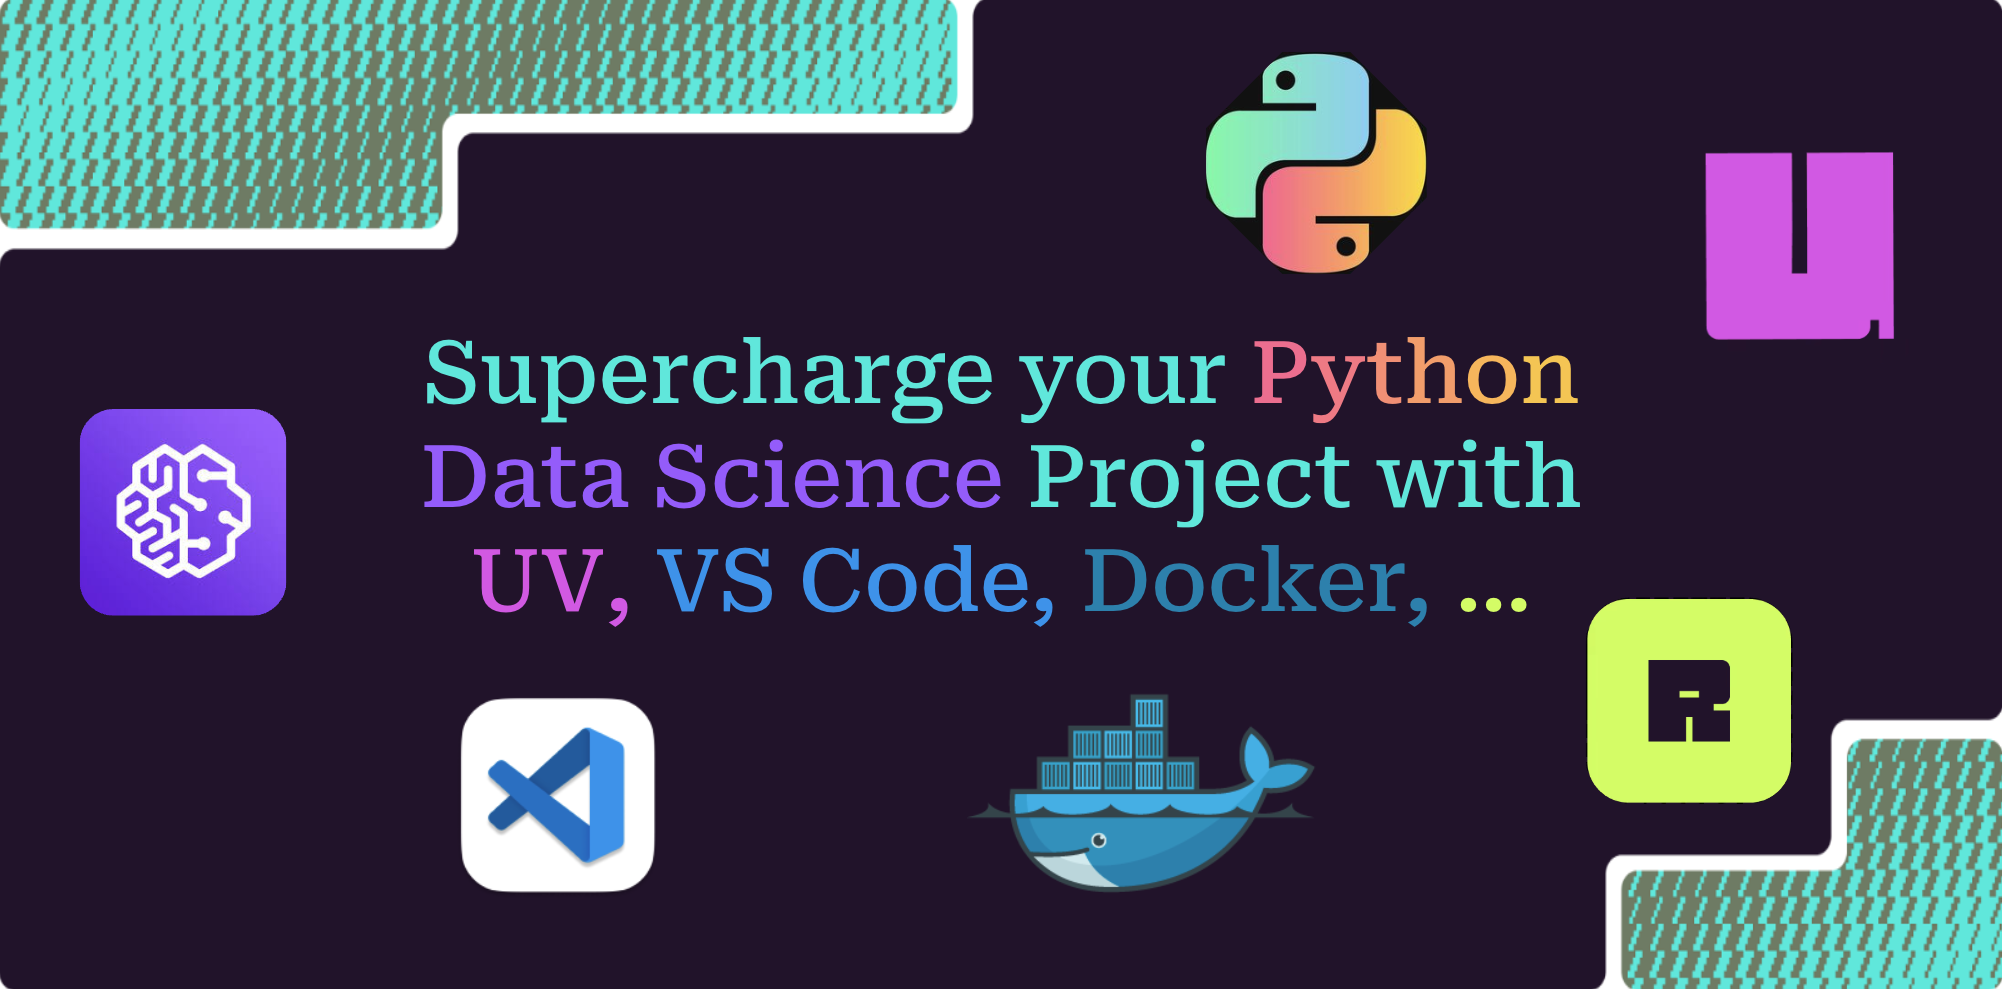 Supercharge your Python
Data Science Project with
UV, VS Code, Docker, ...
R